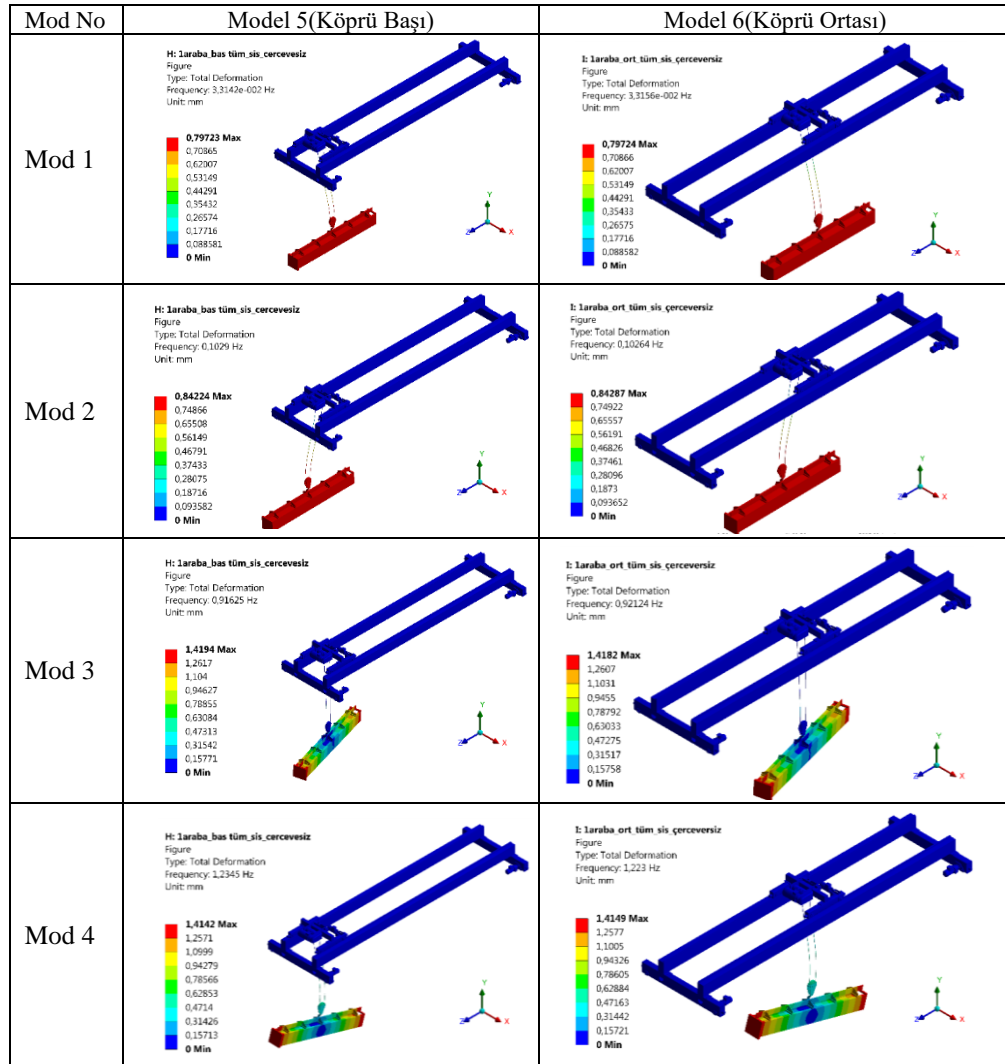 Mod No Model 5(Köprü Başı) Model 6(Köprü Ortası)
Mod 1
H: 1araba_bas tüm_sis_cercevesiz
Figure
Type: Total Deformation
Frequency: 3,3142e-002 Hz
Unit: mm
0,79723 Max
0,70865
0,62007
0,53149
0,44291
0,35432
0,26574
0,17716
0,088581
0 Min
Y
Z
X
I: 1araba_ort_tüm_sis_çerceversiz
Figure
Type: Total Deformation
Frequency: 3,3156e-002 Hz
Unit: mm
0,79724 Max
0,70866
0,62007
0,53149
0,44291
0,35433
0,26575
0,17716
0,088582
0 Min
Y
Z
X
Mod 2
H: 1araba_bas tüm_sis_cercevesiz
Figure
Type: Total Deformation
Frequency: 0,1029 Hz
Unit: mm
0,84224 Max
0,74866
0,65508
0,56149
0,46791
0,37433
0,28075
0,18716
0,093582
0 Min
Y
Z
X
I: 1araba_ort_tüm_sis_çerceversiz
Figure
Type: Total Deformation
Frequency: 0,10264 Hz
Unit: mm
0,84287 Max
0,74922
0,65557
0,56191
0,46826
0,37461
0,28096
0,1873
0,093652
0 Min
Y
Z
X
Mod 3
H: 1araba_bas tüm_sis_cercevesiz
Figure
Type: Total Deformation
Frequency: 0,91625 Hz
Unit: mm
1,4194 Max
1,2617
1,104
0,94627
0,78855
0,63084
0,47313
0,31542
0,15771
0 Min
Y
Z
X
I: 1araba_ort_tüm_sis_çerceversiz
Figure
Type: Total Deformation
Frequency: 0,92124 Hz
Unit: mm
1,4182 Max
1,2607
1,1031
0,9455
0,78792
0,63033
0,47275
0,31517
0,15758
0 Min
Y
Z
X
Mod 4
H: 1araba_bas tüm_sis_cercevesiz
Figure
Type: Total Deformation
Frequency: 1,2345 Hz
Unit: mm
1,4142 Max
1,2571
1,0999
0,94279
0,78566
0,62853
0,4714
0,31426
0,15713
0 Min
Y
Z
X
I: 1araba_ort_tüm_sis_çerceversiz
Figure
Type: Total Deformation
Frequency: 1,223 Hz
Unit: mm
1,4149 Max
1,2577
1,1005
0,94326
0,78605
0,62884
0,47163
0,31442
0,15721
0 Min
Y
Z
X